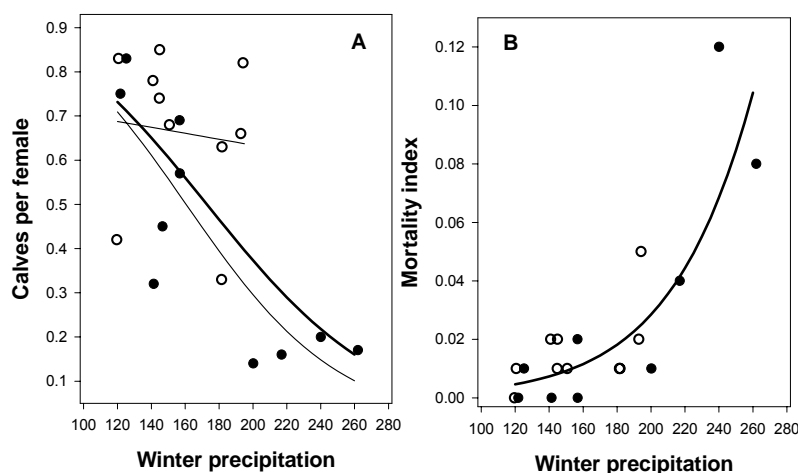 A
0.9
0.8
0.7
0.6
0.5
0.4
0.3
0.2
0.1
Calves per female
100 120 140 160 180 200 220 240 260 280
Winter precipitation
B
0.12
0.10
0.08
0.06
0.04
0.02
0.00
Mortality index
100 120 140 160 180 200 220 240 260 280
Winter precipitation